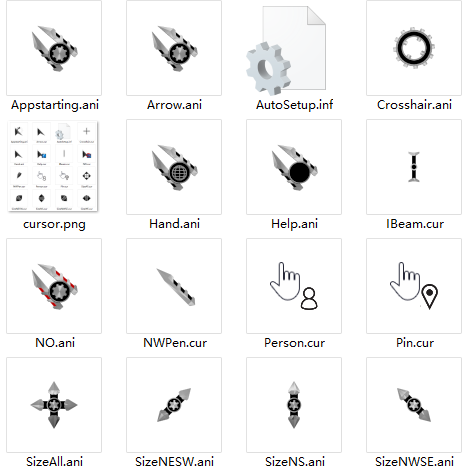 Appstarting.ani
Arrow.ani
AutoSetup.inf
Crosshair.ani
cursor.png
Hand.ani
Help.ani
IBeam.cur
NO.ani
NWPen.cur
Person.cur
Pin.cur
SizeAll.ani
SizeNESW.ani
SizeNS.ani
SizeNWSE.ani